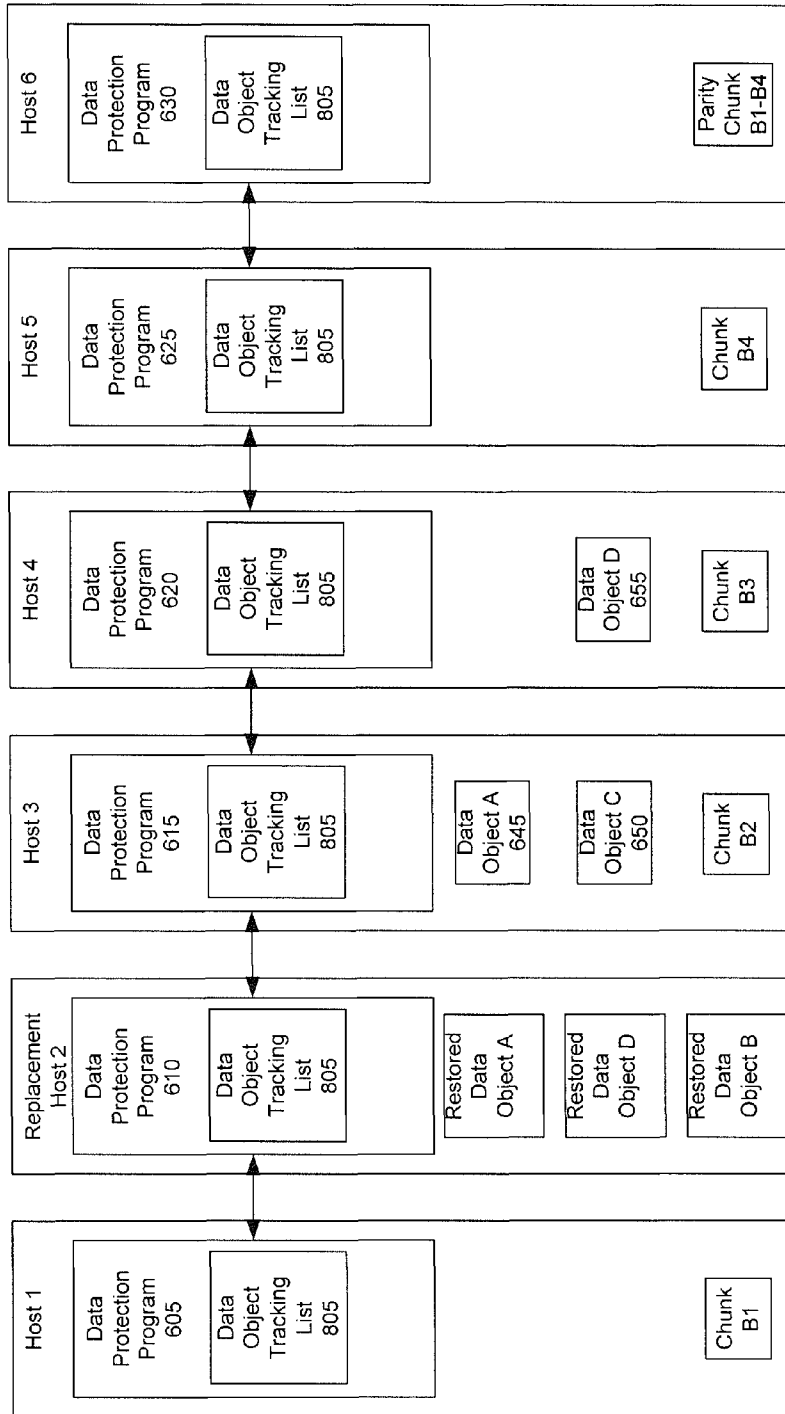 Host 1
Data
Protection
Program
605
Data
Object
Tracking
List
805
Chunk
B1
Replacement
Host 2
Data
Protection
Program
610
Data
Object
Tracking
List
805
Restored
Data
Object A
Restored
Data
Object D
Restored
Data
Object B
Host 3
Data
Protection
Program
615
Data
Object
Tracking
List
805
Data
Object A
645
Data
Object C
650
Chunk
B2
Host 4
Data
Protection
Program
620
Data
Object
Tracking
List
805
Data
Object D
655
Chunk
B3
Host 5
Data
Protection
Program
625
Data
Object
Tracking
List
805
Chunk
B4
Host 6
Data
Protection
Program
630
Data
Object
Tracking
List
805
Parity
Chunk
B1-B4